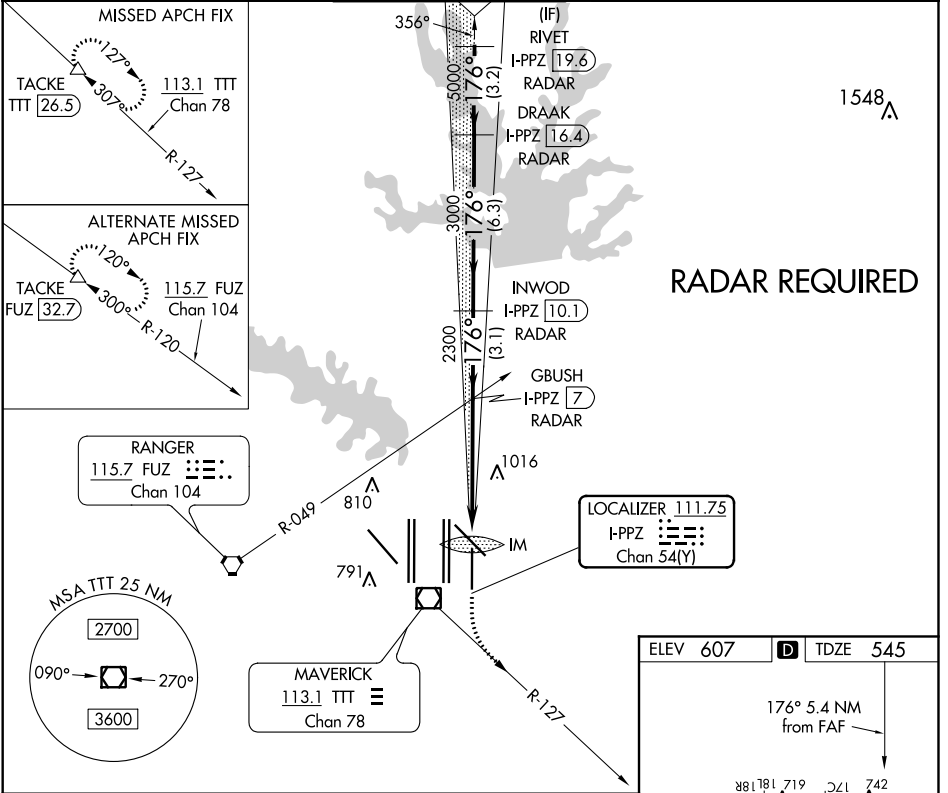 MISSED APCH FIX
127°
TACKE
TTT 26.5
307°
113.1 TTT
Chan 78
R-127
ALTERNATE MISSED
APCH FIX
120°
TACKE
FUZ 32.7
300°
115.7 FUZ
Chan 104
R-120
356°
(IF)
RIVET
I-PPZ 19.6
RADAR
5000
176°
(3.2)
DRAAK
I-PPZ 16.4
RADAR
3000
176°
(6.3)
INWOD
I-PPZ 10.1
RADAR
2300
176°
(3.1)
GBUSH
I-PPZ 7
RADAR
1548
RADAR REQUIRED
RANGER
115.7 FUZ
Chan 104
R-049
810
1016
791
IM
LOCALIZER 111.75
I-PPZ
Chan 54(Y)
MSA TTT 25 NM
2700
090°
270°
3600
MAVERICK
113.1 TTT
Chan 78
R-127
ELEV 607 D TDZE 545
176° 5.4 NM
from FAF
18R
18L
719
17C
742